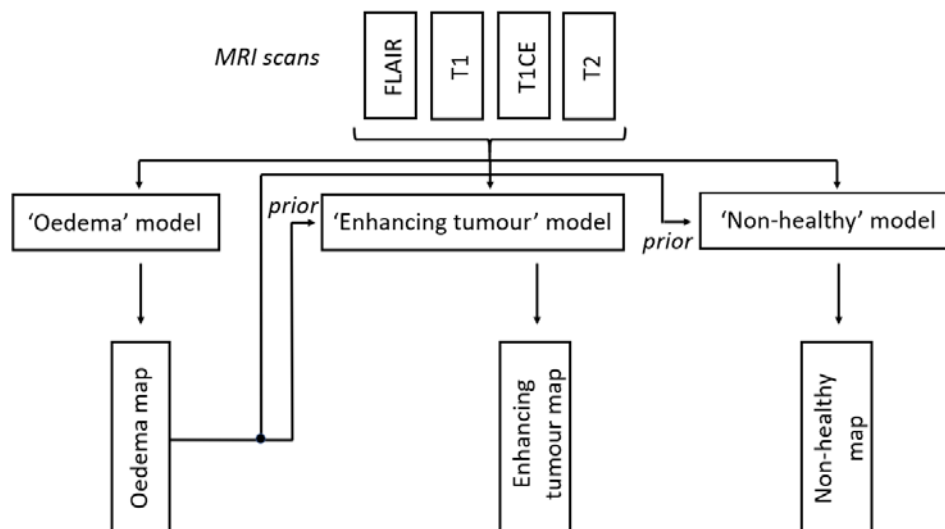 MRI scans
FLAIR
T1
T1CE
T2
‘Oedema’ model
prior
‘Enhancing tumour’ model
prior
‘Non-healthy’ model
Oedema map
Enhancing
tumour map
Non-healthy
map